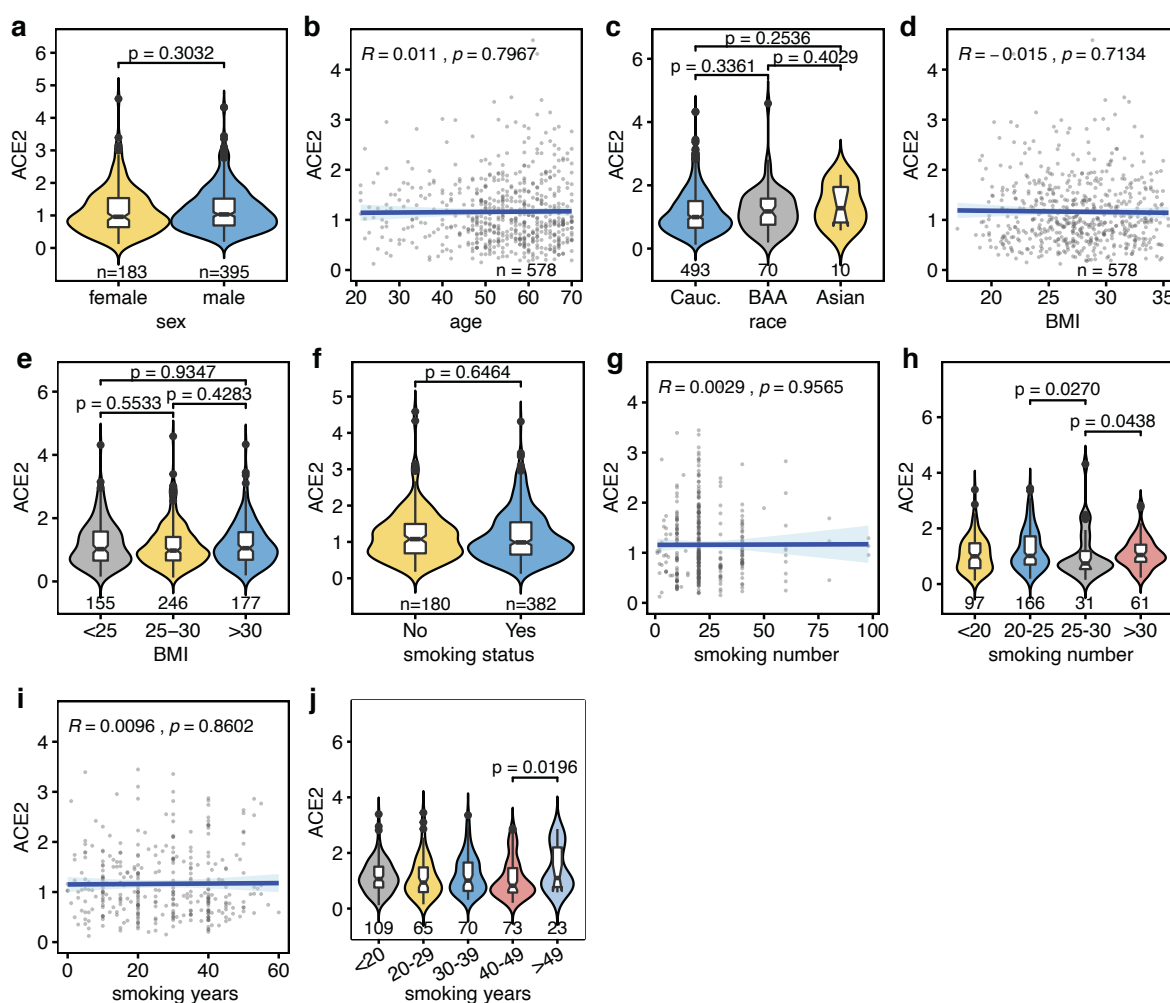 a
6
5
4
3
2
1
0
ACE2
p = 0.3032
n=183
n=395
female
male
sex
b
4
3
2
1
0
ACE2
R = 0.011 , p = 0.7967
n = 578
20
30
40
50
60
70
age
c
6
4
2
0
ACE2
p = 0.2536
p = 0.3361
p = 0.4029
493
70
10
Cauc.
BAA
Asian
race
d
4
3
2
1
0
ACE2
R = −0.015 , p = 0.7134
n = 578
20
25
30
35
BMI
e
6
4
2
0
ACE2
p = 0.9347
p = 0.5533
p = 0.4283
155
246
177
<25
25–30
>30
BMI
f
5
4
3
2
1
0
ACE2
p = 0.6464
n=180
n=382
No
Yes
smoking status
g
4
3
2
1
0
ACE2
R = 0.0029 , p = 0.9565
0
25
50
75
100
smoking number
h
6
4
2
0
ACE2
p = 0.0270
p = 0.0438
97
166
31
61
<20
20-25
25-30
>30
smoking number
i
4
3
2
1
0
ACE2
R = 0.0096 , p = 0.8602
0
20
40
60
smoking years
j
6
4
2
0
ACE2
p = 0.0196
109
65
70
73
23
<20
20-29
30-39
40-49
>49
smoking years